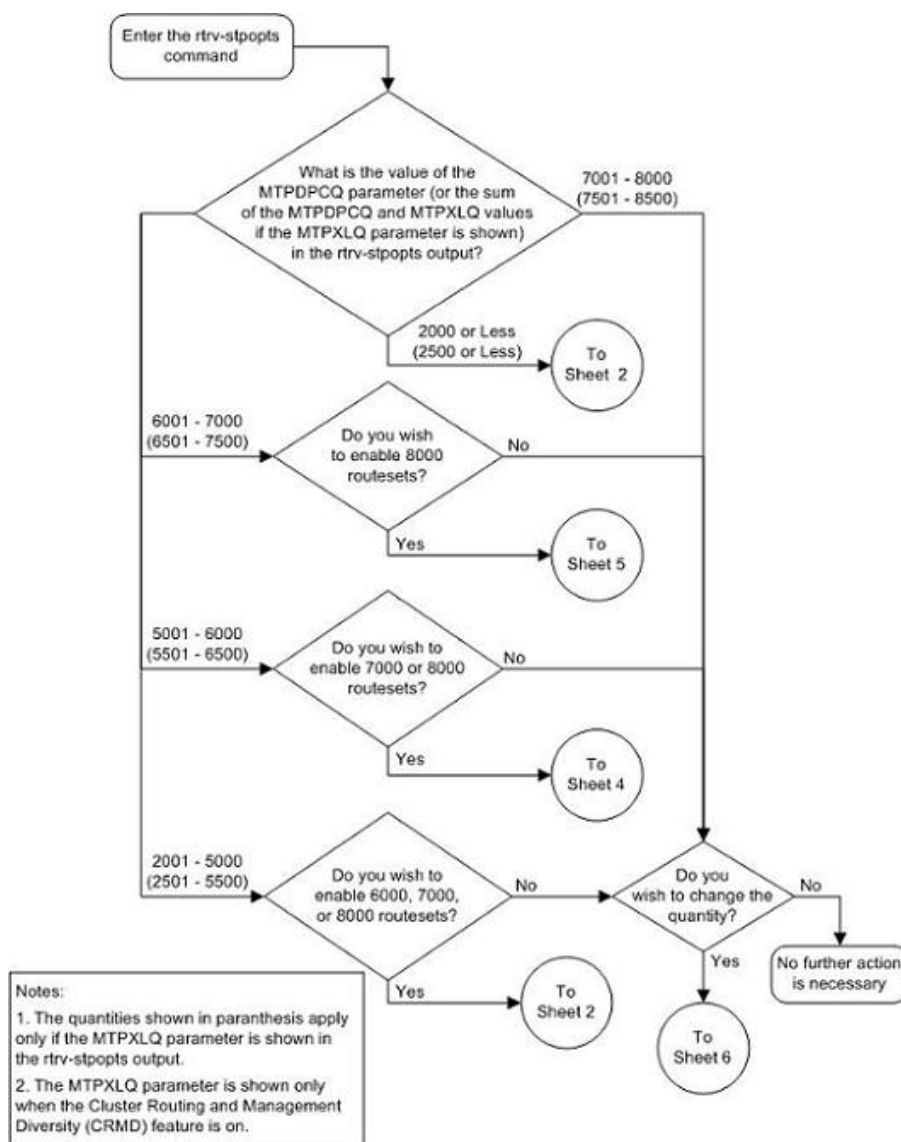 Enter the rtrv-stpopts
command
What is the value of the
MTPDPCQ parameter (or the sum
of the MTPDPCQ and MTPXLQ values
if the MTPXLQ parameter is shown)
in the rtrv-stpopts output?
7001 - 8000
(7501 - 8500)
2000 or Less
(2500 or Less)
To
Sheet 2
6001 - 7000
(6501 - 7500)
Do you wish
to enable 8000
routesets?
No
Yes
To
Sheet 5
5001 - 6000
(5501 - 6500)
Do you wish to
enable 7000 or 8000
routesets?
No
Yes
To
Sheet 4
2001 - 5000
(2501 - 5500)
Do you wish to
enable 6000, 7000,
or 8000 routesets?
No
Yes
To
Sheet 2
Do you
wish to change the
quantity?
No
Yes
No further action
is necessary
To
Sheet 6
Notes:
1. The quantities shown in paranthesis apply
only if the MTPXLQ parameter is shown in
the rtrv-stpopts output.
2. The MTPXLQ parameter is shown only
when the Cluster Routing and Management
Diversity (CRMD) feature is on.